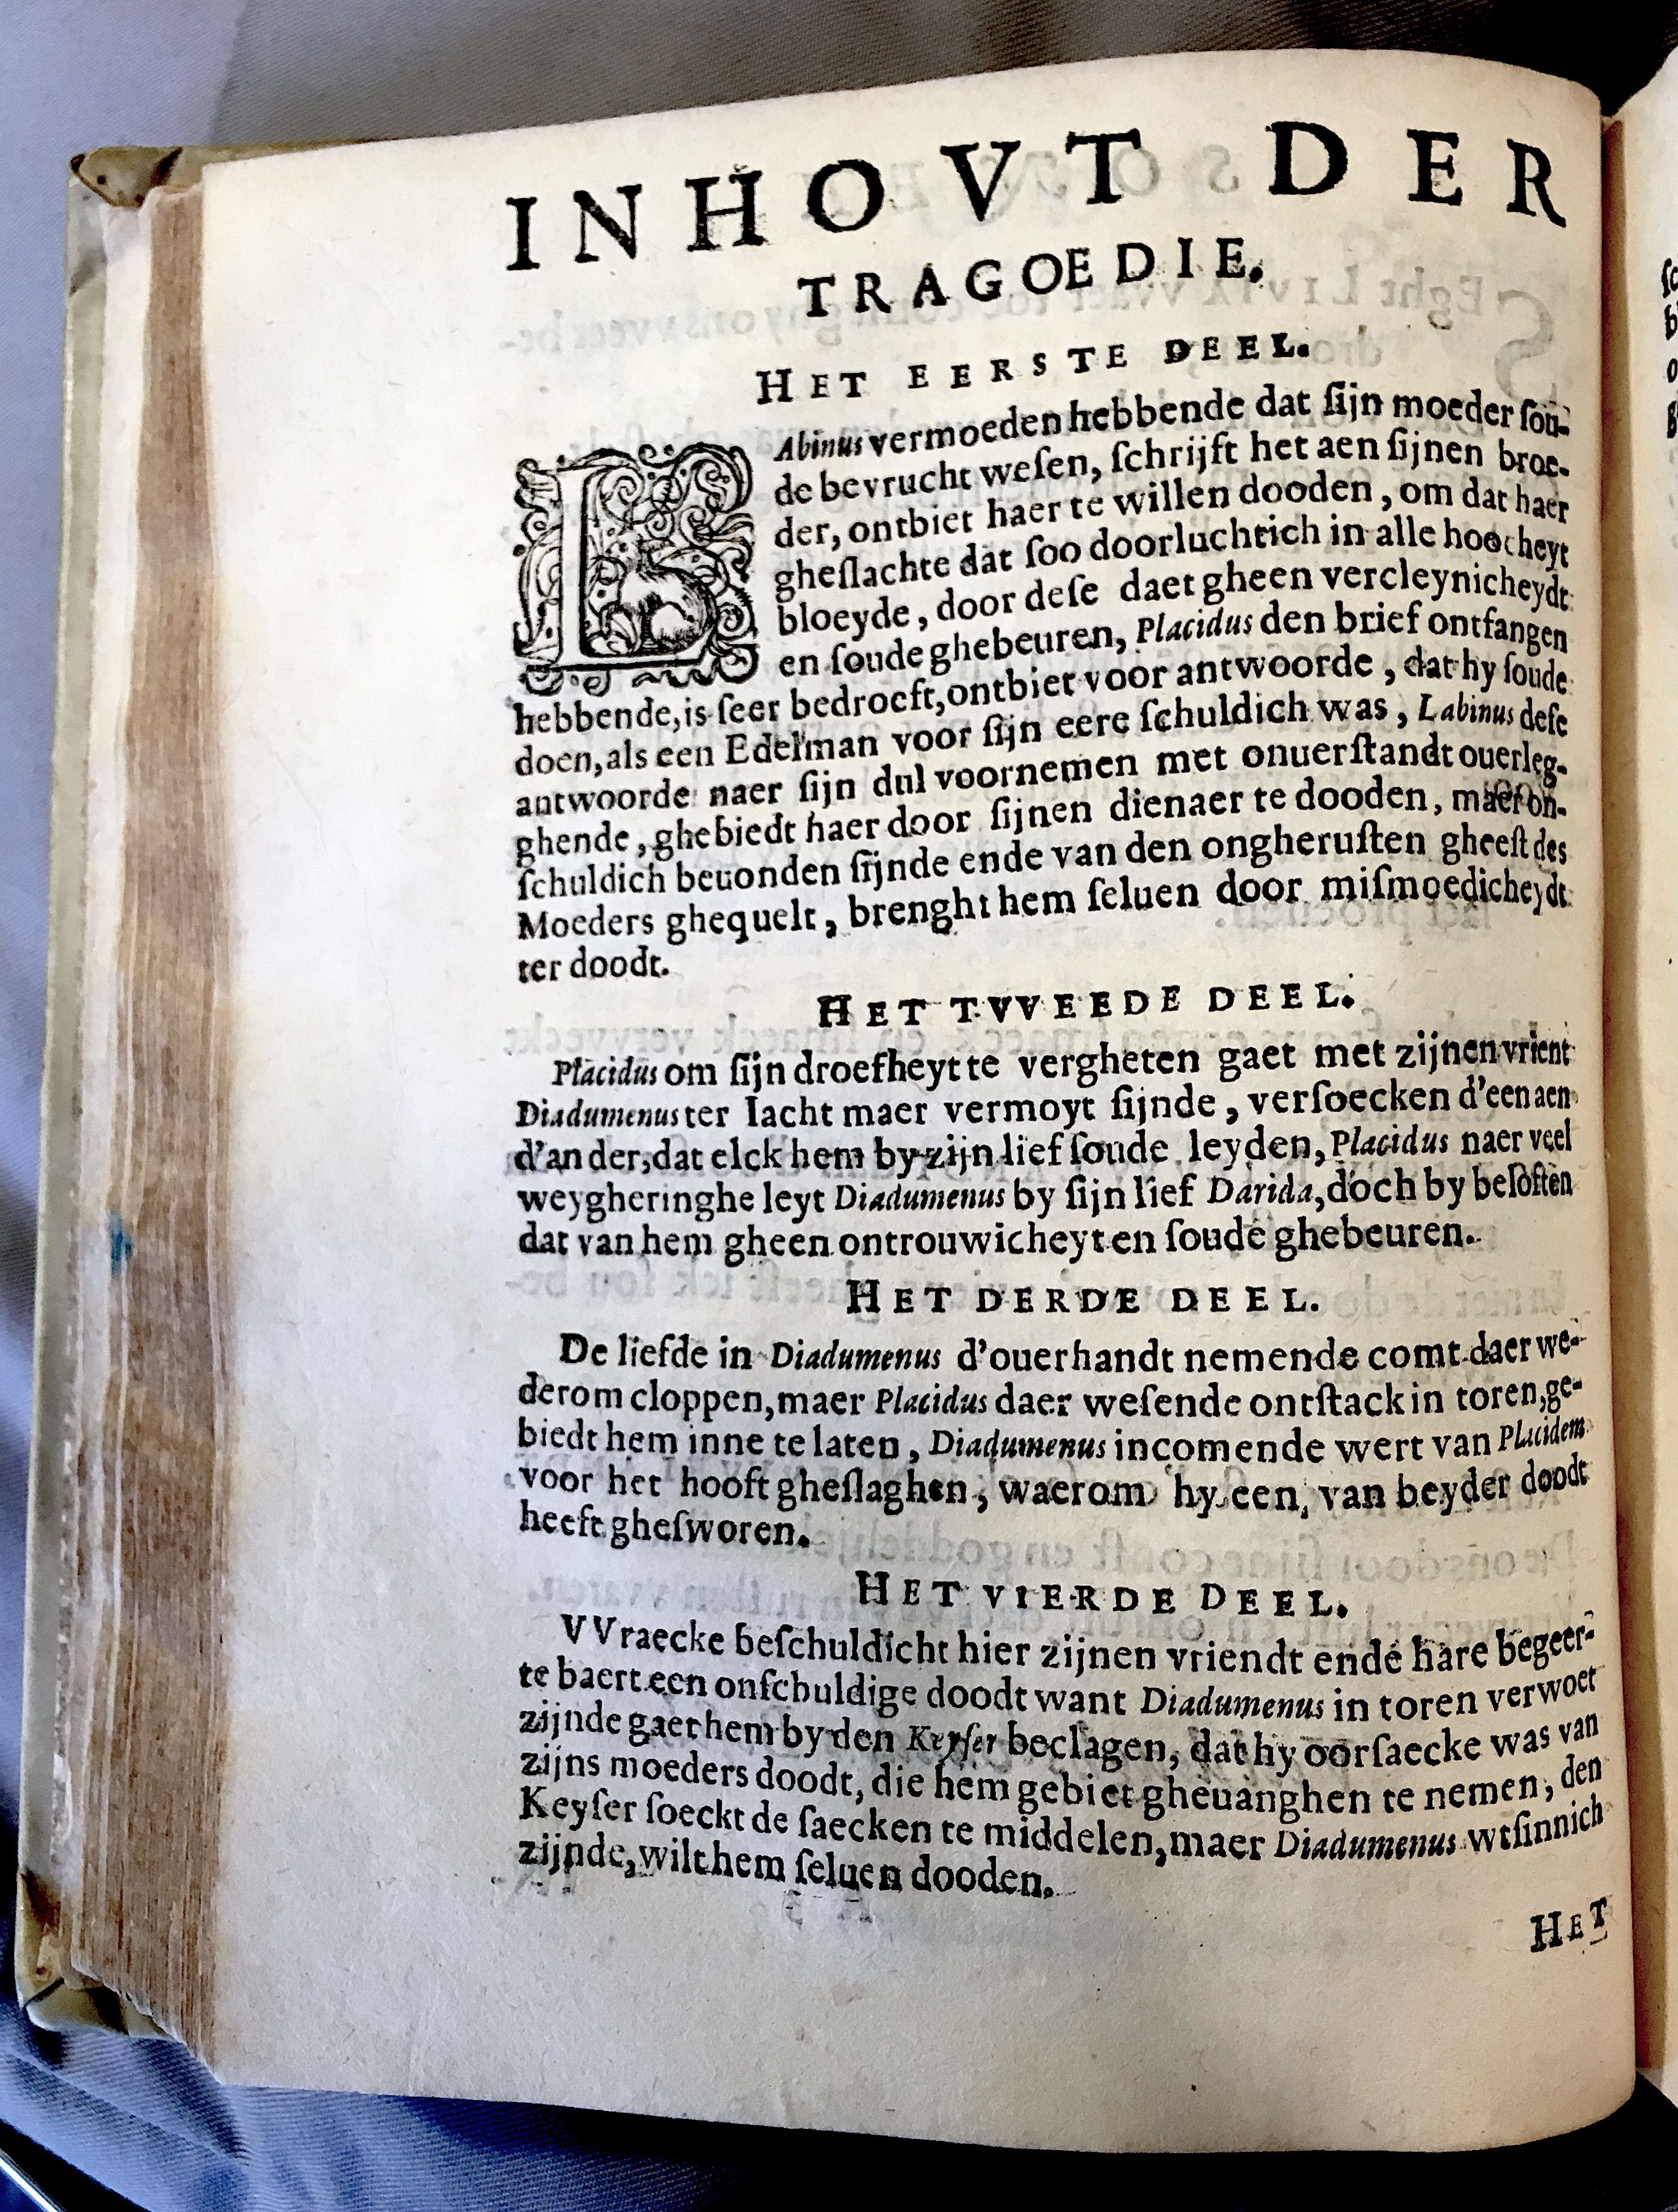 INHOVT DER
TRAGOEDIE.
HET EERSTE DEEL.
LAbinus vermoeden hebbende dat ſijn moeder ſou-
de bevrucht weſen, ſchrijft het aen ſijnen broe-
der, ontbiet haer te willen dooden, om dat haer
gheſlachte dat ſoo doorluchtich in alle hoocheyt
bloeyde, door deſe daet gheen vercleynicheydt
en ſoude ghebeuren, Placidus den brief ontfangen
hebbende, is ſeer bedroeft, ontbiet voor antwoorde, dat hy ſoude
doen, als een Edelman voor ſijn eere ſchuldich was, Labinus deſe
antwoorde naer ſijn dul voornemen met onuerſtandt ouerleg-
ghende, ghebiedt haer door ſijnen dienaer te dooden, maer on-
ſchuldich beuonden ſijnde ende van den ongheruſten gheeſt des
Moeders ghequelt, brenght hem ſeluen door miſmoedicheydt
ter doodt.
HET TVVEEDE DEEL.
Placidus om ſijn droefheyt te vergheten gaet met zijnen vrient
Diadumenus ter Iacht maer vermoyt ſijnde, verſoecken d'een aen
d'ander, dat elck hem by zijn lief ſoude leyden, Placidus naer veel
weygheringhe leyt Diadumenus by ſijn lief Darida, doch by beloften
dat van hem gheen ontrouwicheyt en ſoude ghebeuren.
HET DERDE DEEL.
De liefde in Diadumenus d'ouerhandt nemende comt daer we-
derom cloppen, maer Placidus daer weſende ontſtack in toren, ge-
biedt hem inne te laten, Diadumenus incomende wert van Placidem
voor het hooft gheſlaghen, waerom hy een, van beyder doodt
heeft gheſworen.
HET VIERDE DEEL.
VVraecke beſchuldicht hier zijnen vriendt ende hare begeer-
te baert een onſchuldige doodt want Diadumenus in toren verwoet
zijnde gaet hem by den Keyſer beclagen, dat hy oorſaecke was van
zijns moeders doodt, die hem gebiet gheuanghen te nemen, den
Keyſer ſoeckt de ſaecken te middelen, maer Diadumenus wtſinnich
zijnde, wilt hem ſeluen dooden.
HET